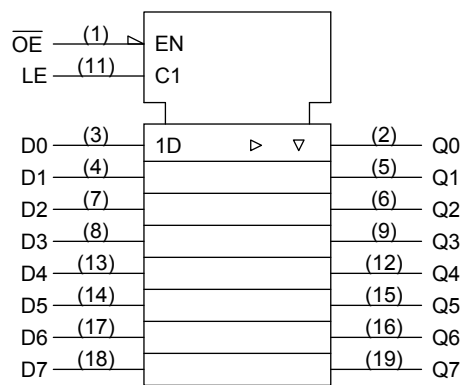 OE (1) EN
LE (11) C1
D0 (3) 1D (2) Q0
D1 (4) (5) Q1
D2 (7) (6) Q2
D3 (8) (9) Q3
D4 (13) (12) Q4
D5 (14) (15) Q5
D6 (17) (16) Q6
D7 (18) (19) Q7